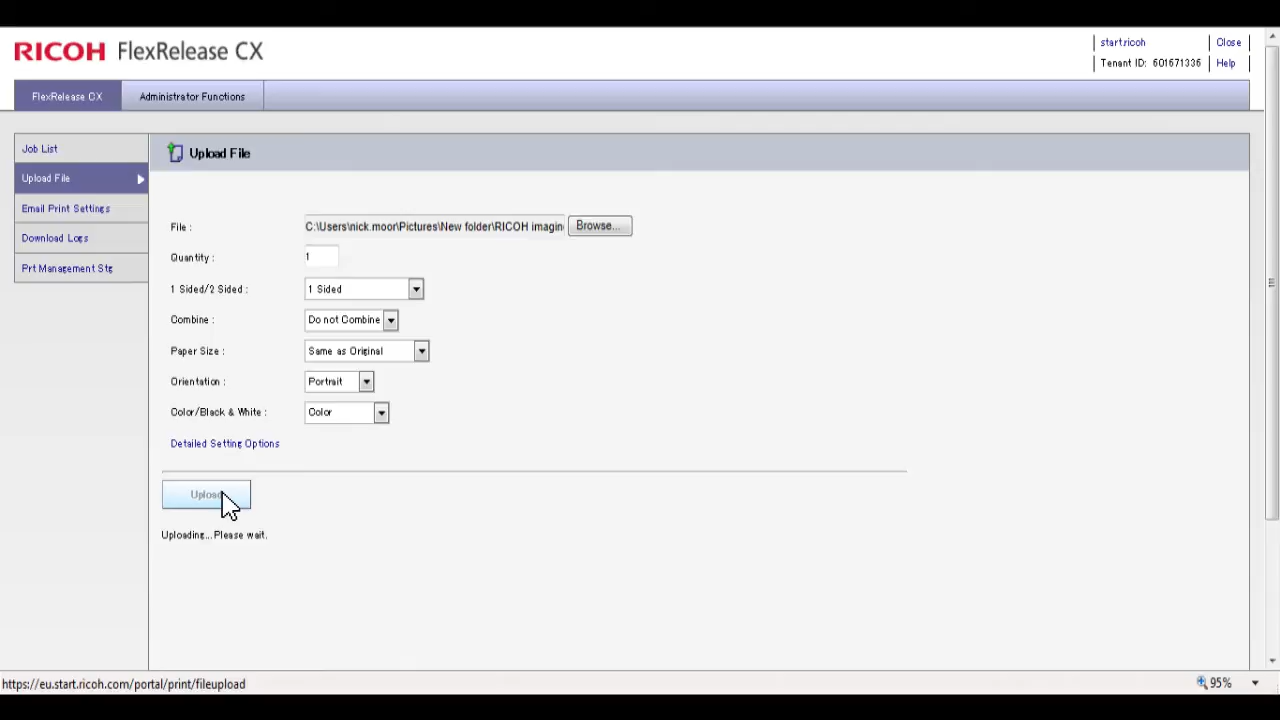 RICOH FlexRelease CX
start.ricoh
Close
Tenant ID: 601671336
Help
FlexRelease CX
Administrator Functions
Job List
Upload File
Email Print Settings
Download Logs
Prt Management Stg
Upload File
File :
C:\Users\nick.moor\Pictures\New folder\RICOH imagin
Browse...
Quantity :
1
1 Sided/2 Sided :
1 Sided
Combine :
Do not Combine
Paper Size :
Same as Original
Orientation :
Portrait
Color/Black & White :
Color
Detailed Setting Options
Upload
Uploading...Please wait.
https://eu.start.ricoh.com/portal/print/fileupload
95%